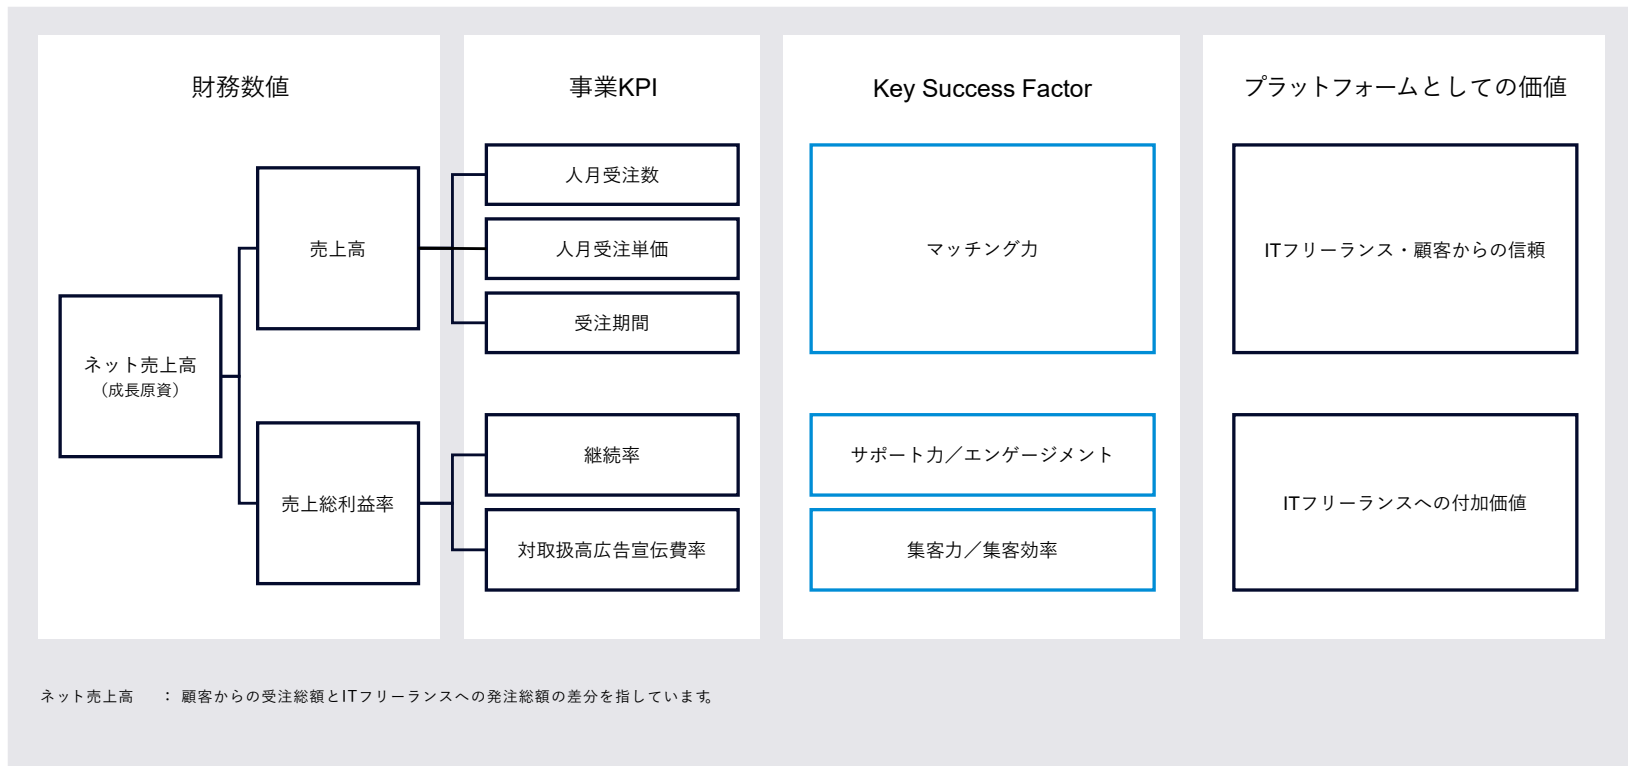 財務数値
事業KPI
Key Success Factor
プラットフォームとしての価値
人月受注数
売上高
人月受注単価
マッチング力
ITフリーランス・顧客からの信頼
受注期間
ネット売上高
（成長原資）
継続率
サポート力／エンゲージメント
売上総利益率
ITフリーランスへの付加価値
対取扱高広告宣伝費率
集客力／集客効率
ネット売上高　：顧客からの受注総額とITフリーランスへの発注総額の差分を指しています。